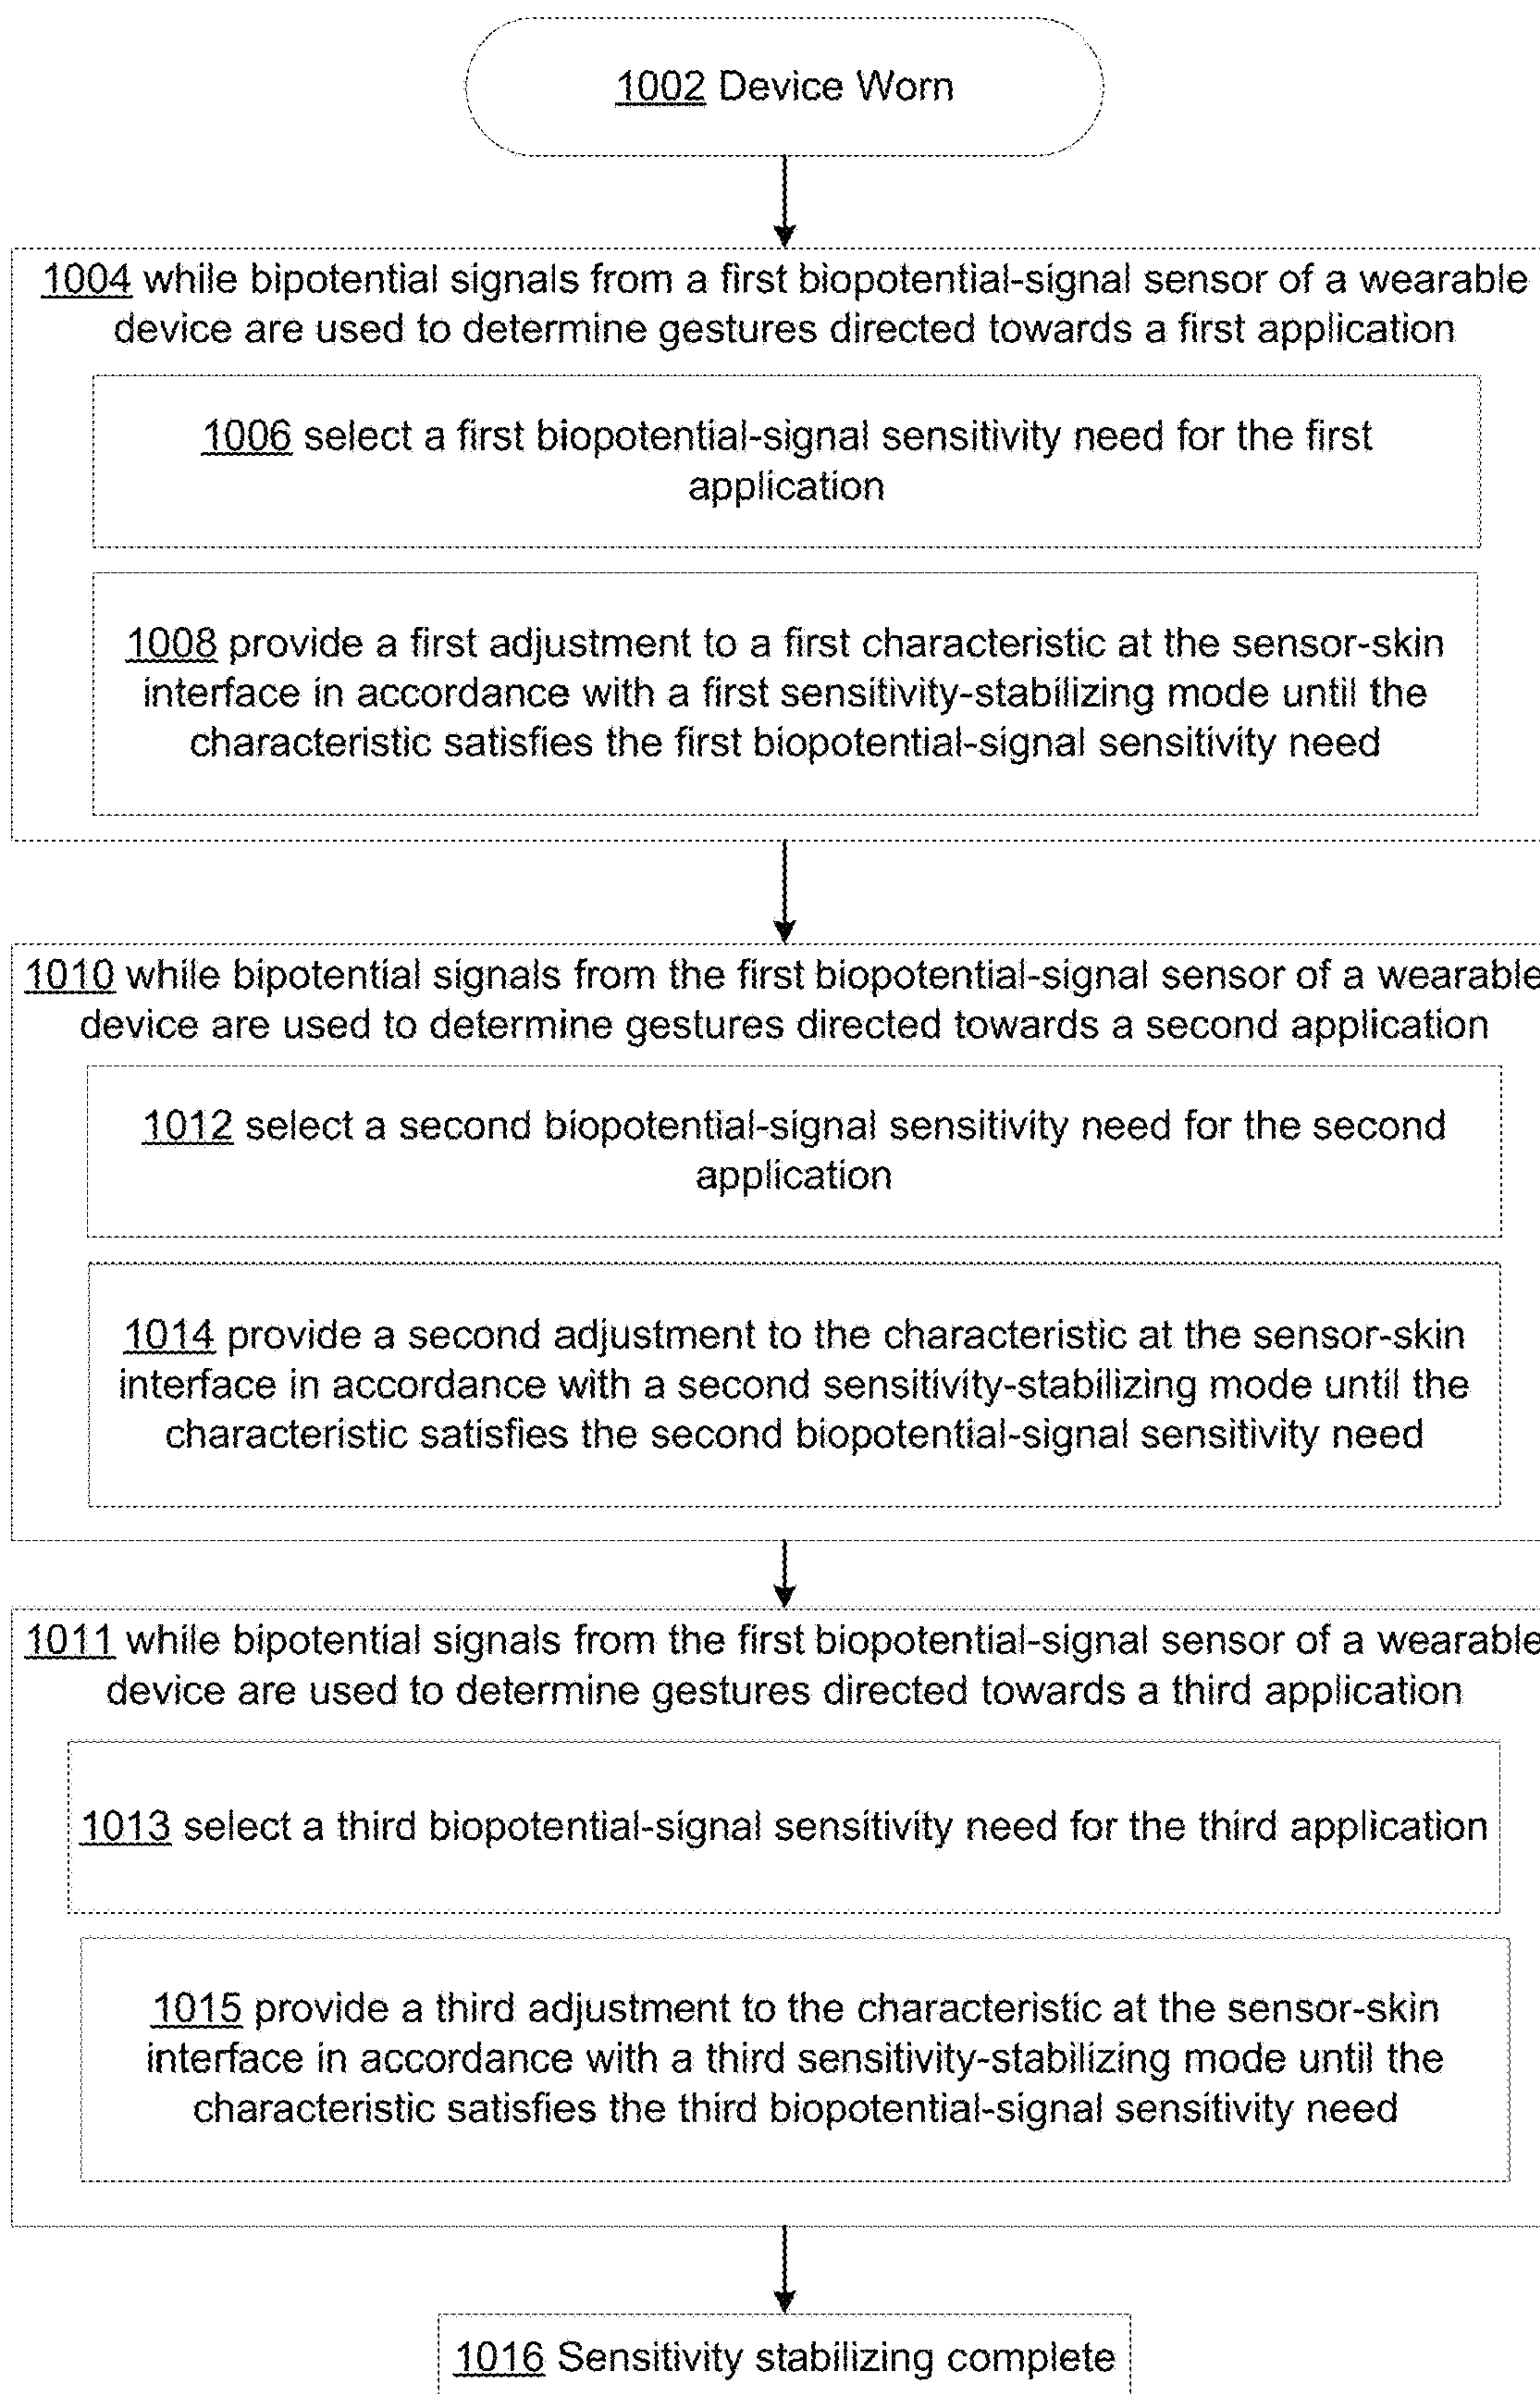 1002 Device Worn
1004 while bipotential signals from a first biopotential-signal sensor of a wearable
device are used to determine gestures directed towards a first application
1006 select a first biopotential-signal sensitivity need for the first
application
1008 provide a first adjustment to a first characteristic at the sensor-skin
interface in accordance with a first sensitivity-stabilizing mode until the
characteristic satisfies the first biopotential-signal sensitivity need
1010 while bipotential signals from the first biopotential-signal sensor of a wearable
device are used to determine gestures directed towards a second application
1012 select a second biopotential-signal sensitivity need for the second
application
1014 provide a second adjustment to the characteristic at the sensor-skin
interface in accordance with a second sensitivity-stabilizing mode until the
characteristic satisfies the second biopotential-signal sensitivity need
1011 while bipotential signals from the first biopotential-signal sensor of a wearable
device are used to determine gestures directed towards a third application
1013 select a third biopotential-signal sensitivity need for the third application
1015 provide a third adjustment to the characteristic at the sensor-skin
interface in accordance with a third sensitivity-stabilizing mode until the
characteristic satisfies the third biopotential-signal sensitivity need
1016 Sensitivity stabilizing complete